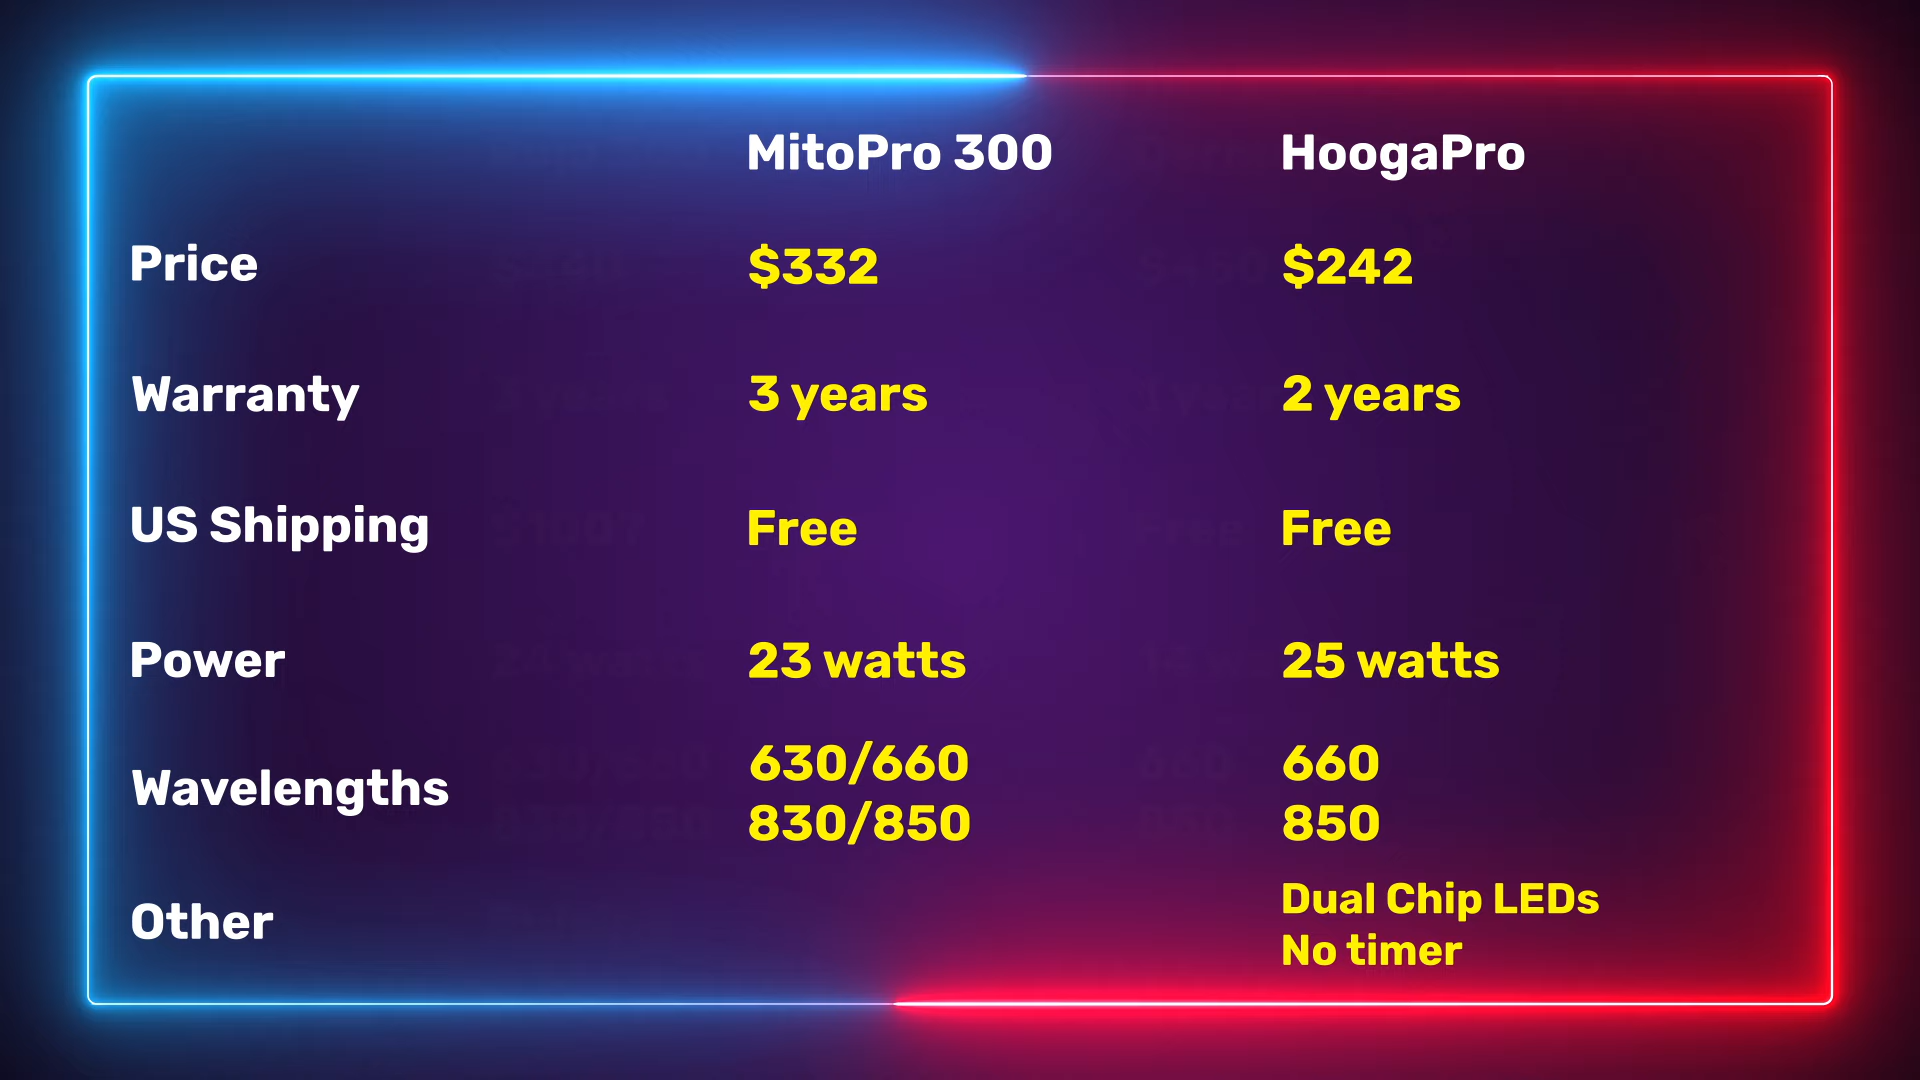 MitoPro 300 HoogaPro
Price $332 $242
Warranty 3 years 2 years
US Shipping Free Free
Power 23 watts 25 watts
Wavelengths 630/660 660
830/850 850
Other Dual Chip LEDs
No timer